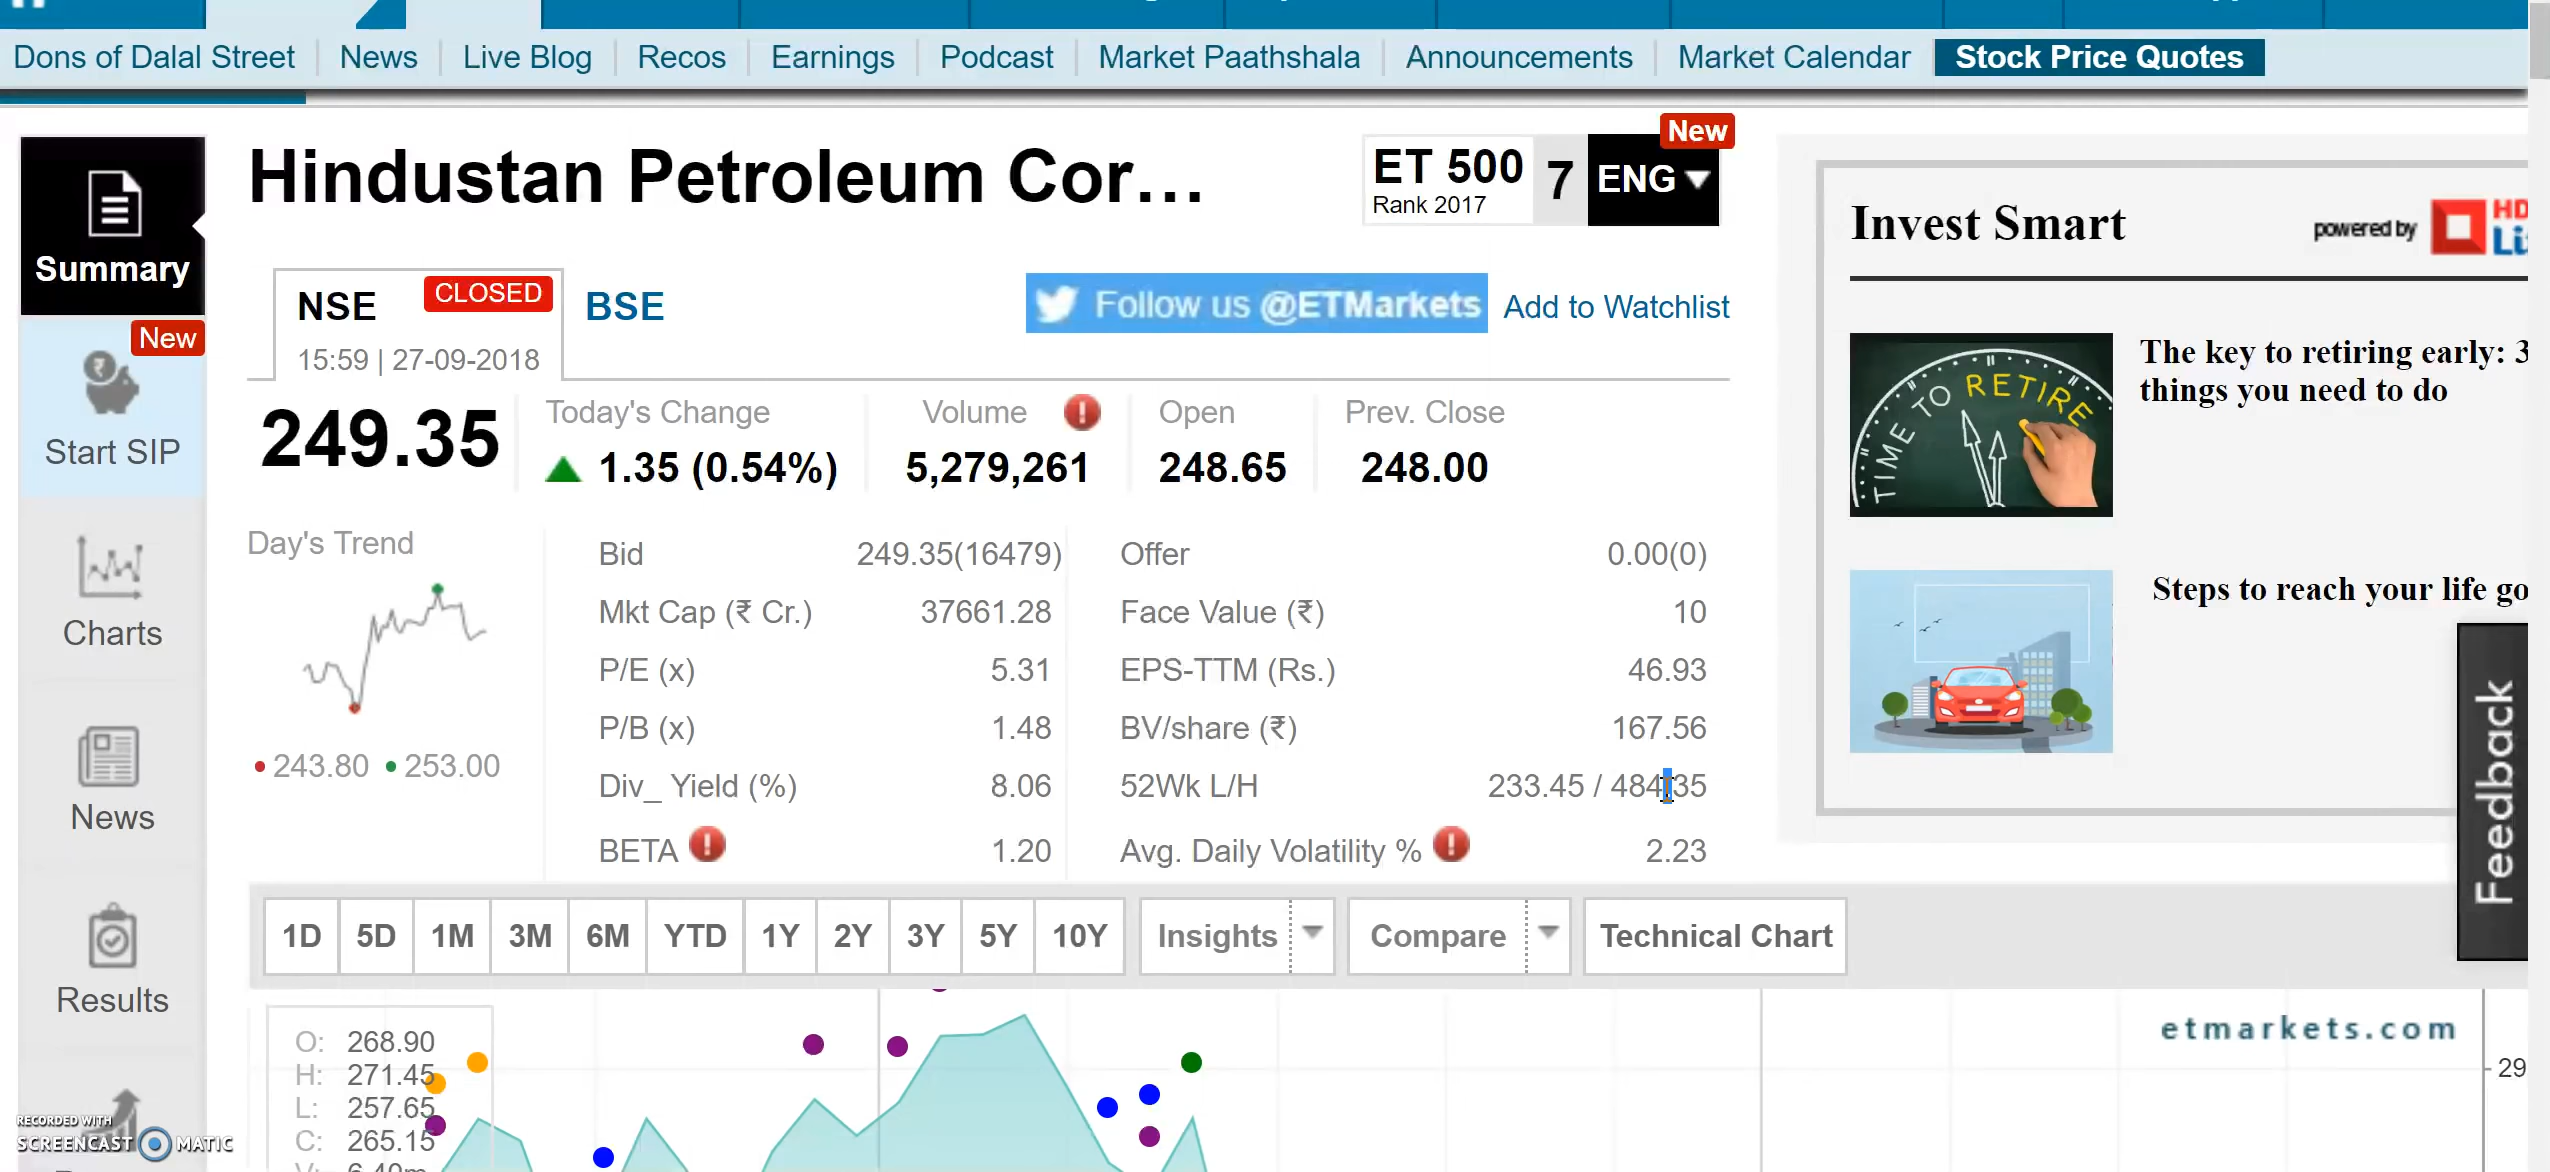 Dons of Dalal Street News Live Blog Recos Earnings Podcast Market Paathshala Announcements Market Calendar Stock Price Quotes
Summary
New
Start SIP
Charts
News
Results
Hindustan Petroleum Cor...
ET 500
Rank 2017
7
ENG
New
NSE CLOSED
15:59 | 27-09-2018
BSE
Follow us @ETMarkets
Add to Watchlist
249.35
Today's Change
1.35 (0.54%)
Volume
5,279,261
Open
248.65
Prev. Close
248.00
Day's Trend
243.80 253.00
Bid 249.35(16479)
Mkt Cap (₹ Cr.) 37661.28
P/E (x) 5.31
P/B (x) 1.48
Div_ Yield (%) 8.06
BETA 1.20
Offer 0.00(0)
Face Value (₹) 10
EPS-TTM (Rs.) 46.93
BV/share (₹) 167.56
52Wk L/H 233.45 / 484.35
Avg. Daily Volatility % 2.23
1D 5D 1M 3M 6M YTD 1Y 2Y 3Y 5Y 10Y Insights Compare Technical Chart
O: 268.90
H: 271.45
L: 257.65
C: 265.15
etmarkets.com
29
Invest Smart
powered by
HD
Li
TIME TO RETIRE
The key to retiring early: 3
things you need to do
Steps to reach your life go
Feedback
RECORDED WITH
SCREENCAST MATIC